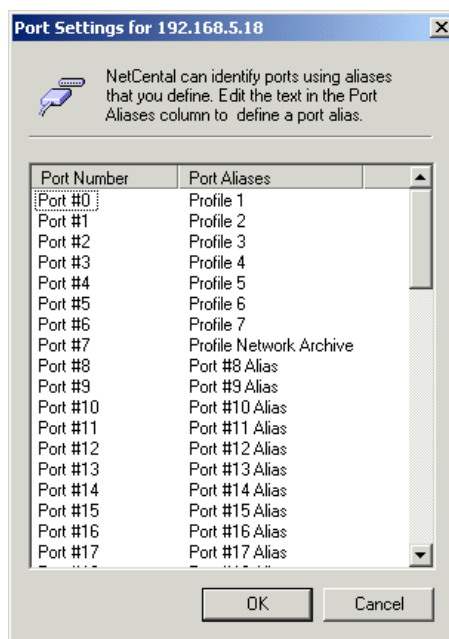 Port Settings for 192.168.5.18
NetCental can identify ports using aliases
that you define. Edit the text in the Port
Aliases column to define a port alias.
Port Number Port Aliases
Port #0 Profile 1
Port #1 Profile 2
Port #2 Profile 3
Port #3 Profile 4
Port #4 Profile 5
Port #5 Profile 6
Port #6 Profile 7
Port #7 Profile Network Archive
Port #8 Port #8 Alias
Port #9 Port #9 Alias
Port #10 Port #10 Alias
Port #11 Port #11 Alias
Port #12 Port #12 Alias
Port #13 Port #13 Alias
Port #14 Port #14 Alias
Port #15 Port #15 Alias
Port #16 Port #16 Alias
Port #17 Port #17 Alias
OK Cancel